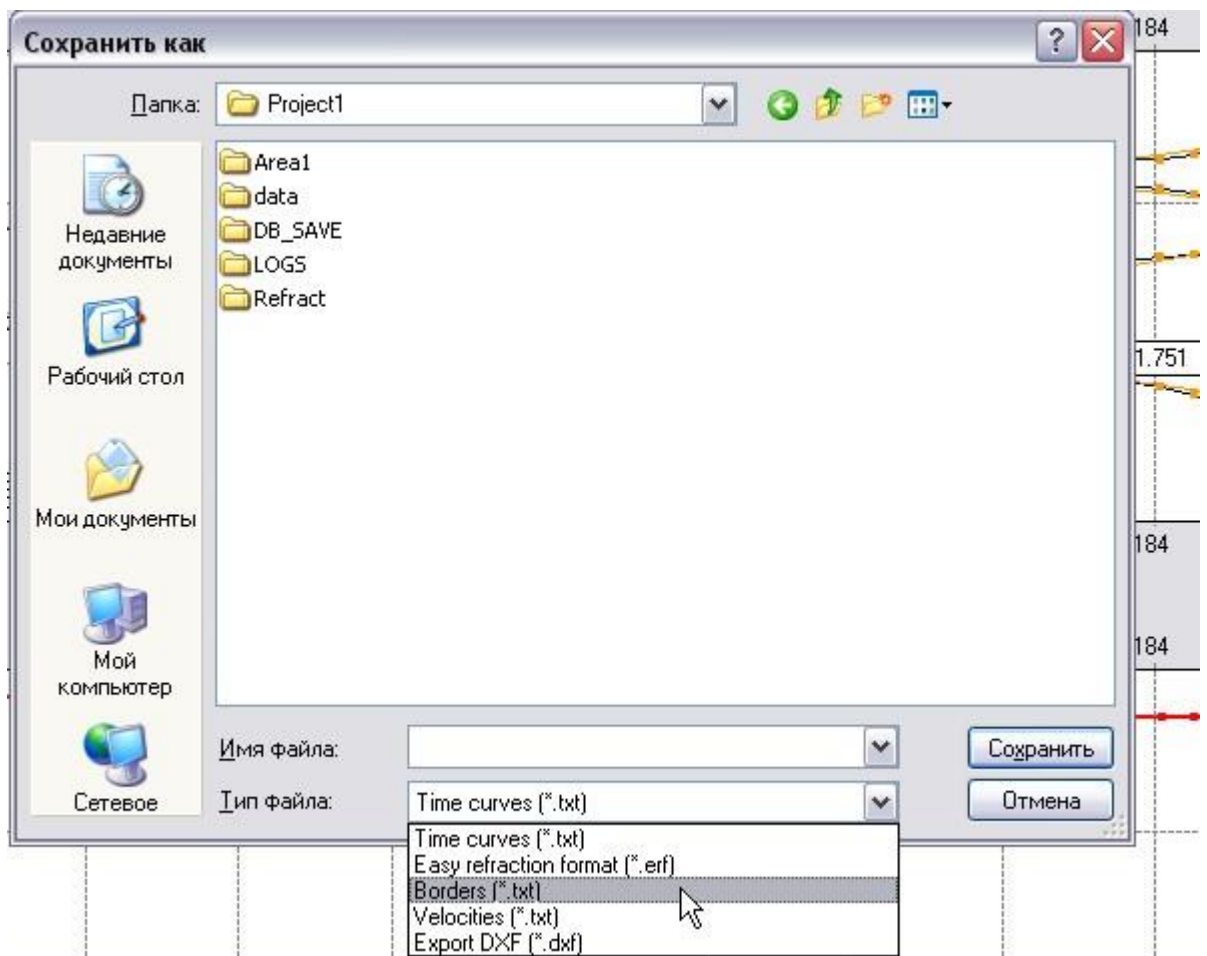 Сохранить как
184
Папка:
Project1
Area1
data
DB_SAVE
LOGS
Refract
Недавние
документы
Рабочий стол
1.751
Мои документы
184
Мой
компьютер
184
Сетевое
Имя файла:
Сохранить
Тип файла:
Time curves (*.txt)
Отмена
Time curves (*.txt)
Easy refraction format (*.erf)
Borders (*.txt)
Velocities (*.txt)
Export DXF (*.dxf)